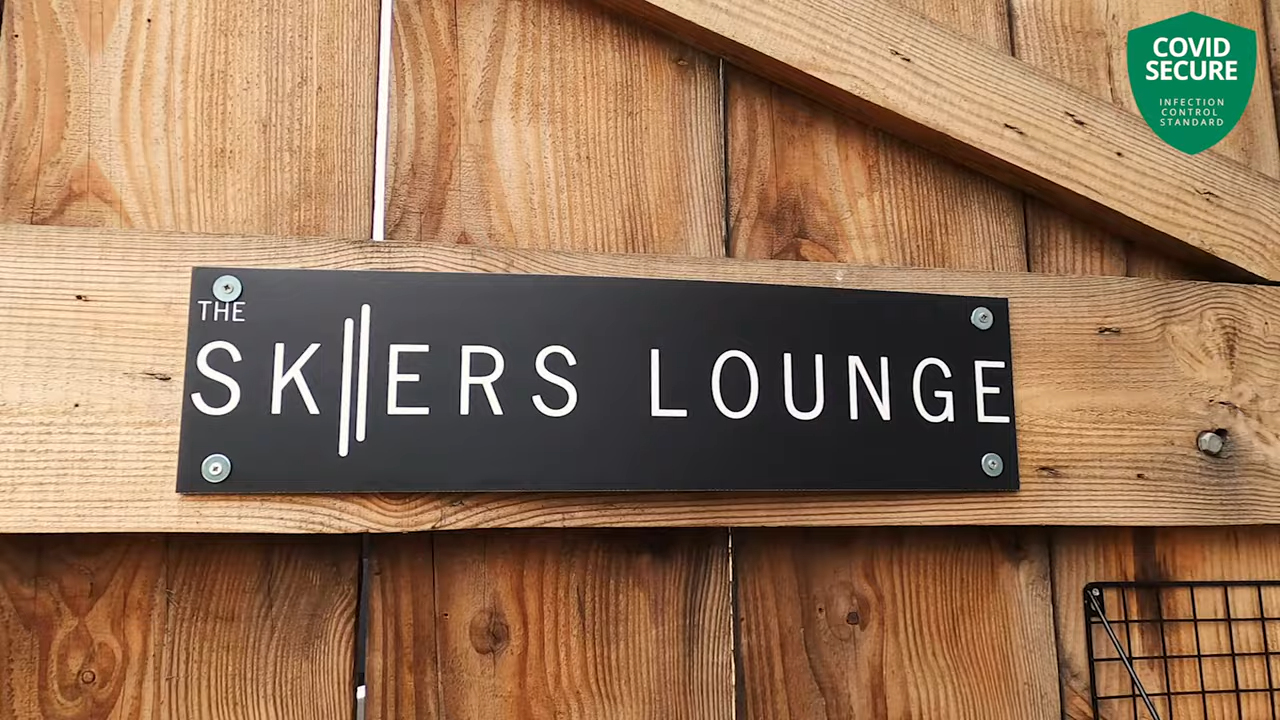 COVID
SECURE
INFECTION
CONTROL
STANDARD
THE
SKIERS LOUNGE